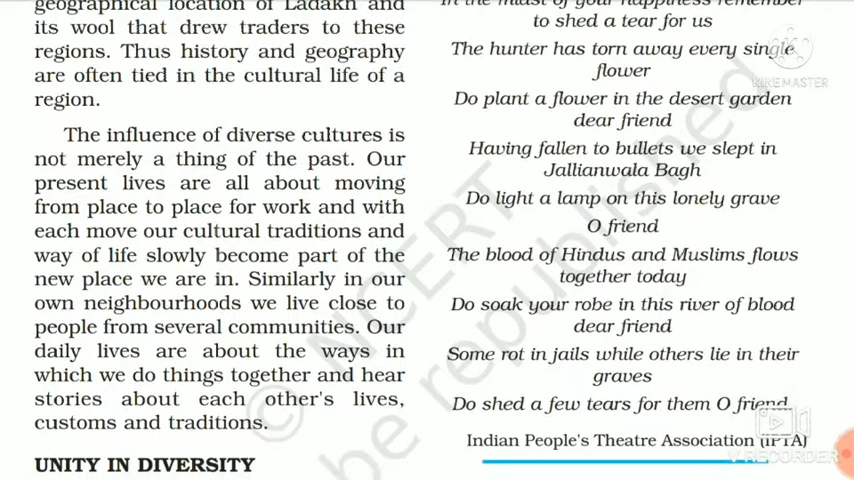 geographical location of Ladakh and
its wool that drew traders to these
regions. Thus history and geography
are often tied in the cultural life of a
region.
The influence of diverse cultures is
not merely a thing of the past. Our
present lives are all about moving
from place to place for work and with
each move our cultural traditions and
way of life slowly become part of the
new place we are in. Similarly in our
own neighbourhoods we live close to
people from several communities. Our
daily lives are about the ways in
which we do things together and hear
stories about each other's lives,
customs and traditions.
UNITY IN DIVERSITY
In the midst of your happiness remember
to shed a tear for us
The hunter has torn away every single
flower
Do plant a flower in the desert garden
dear friend
Having fallen to bullets we slept in
Jallianwala Bagh
Do light a lamp on this lonely grave
O friend
The blood of Hindus and Muslims flows
together today
Do soak your robe in this river of blood
dear friend
Some rot in jails while others lie in their
graves
Do shed a few tears for them O friend.
Indian People's Theatre Association (IPTA)
© NCERT
be republished
KINEMASTER
V RECORDER